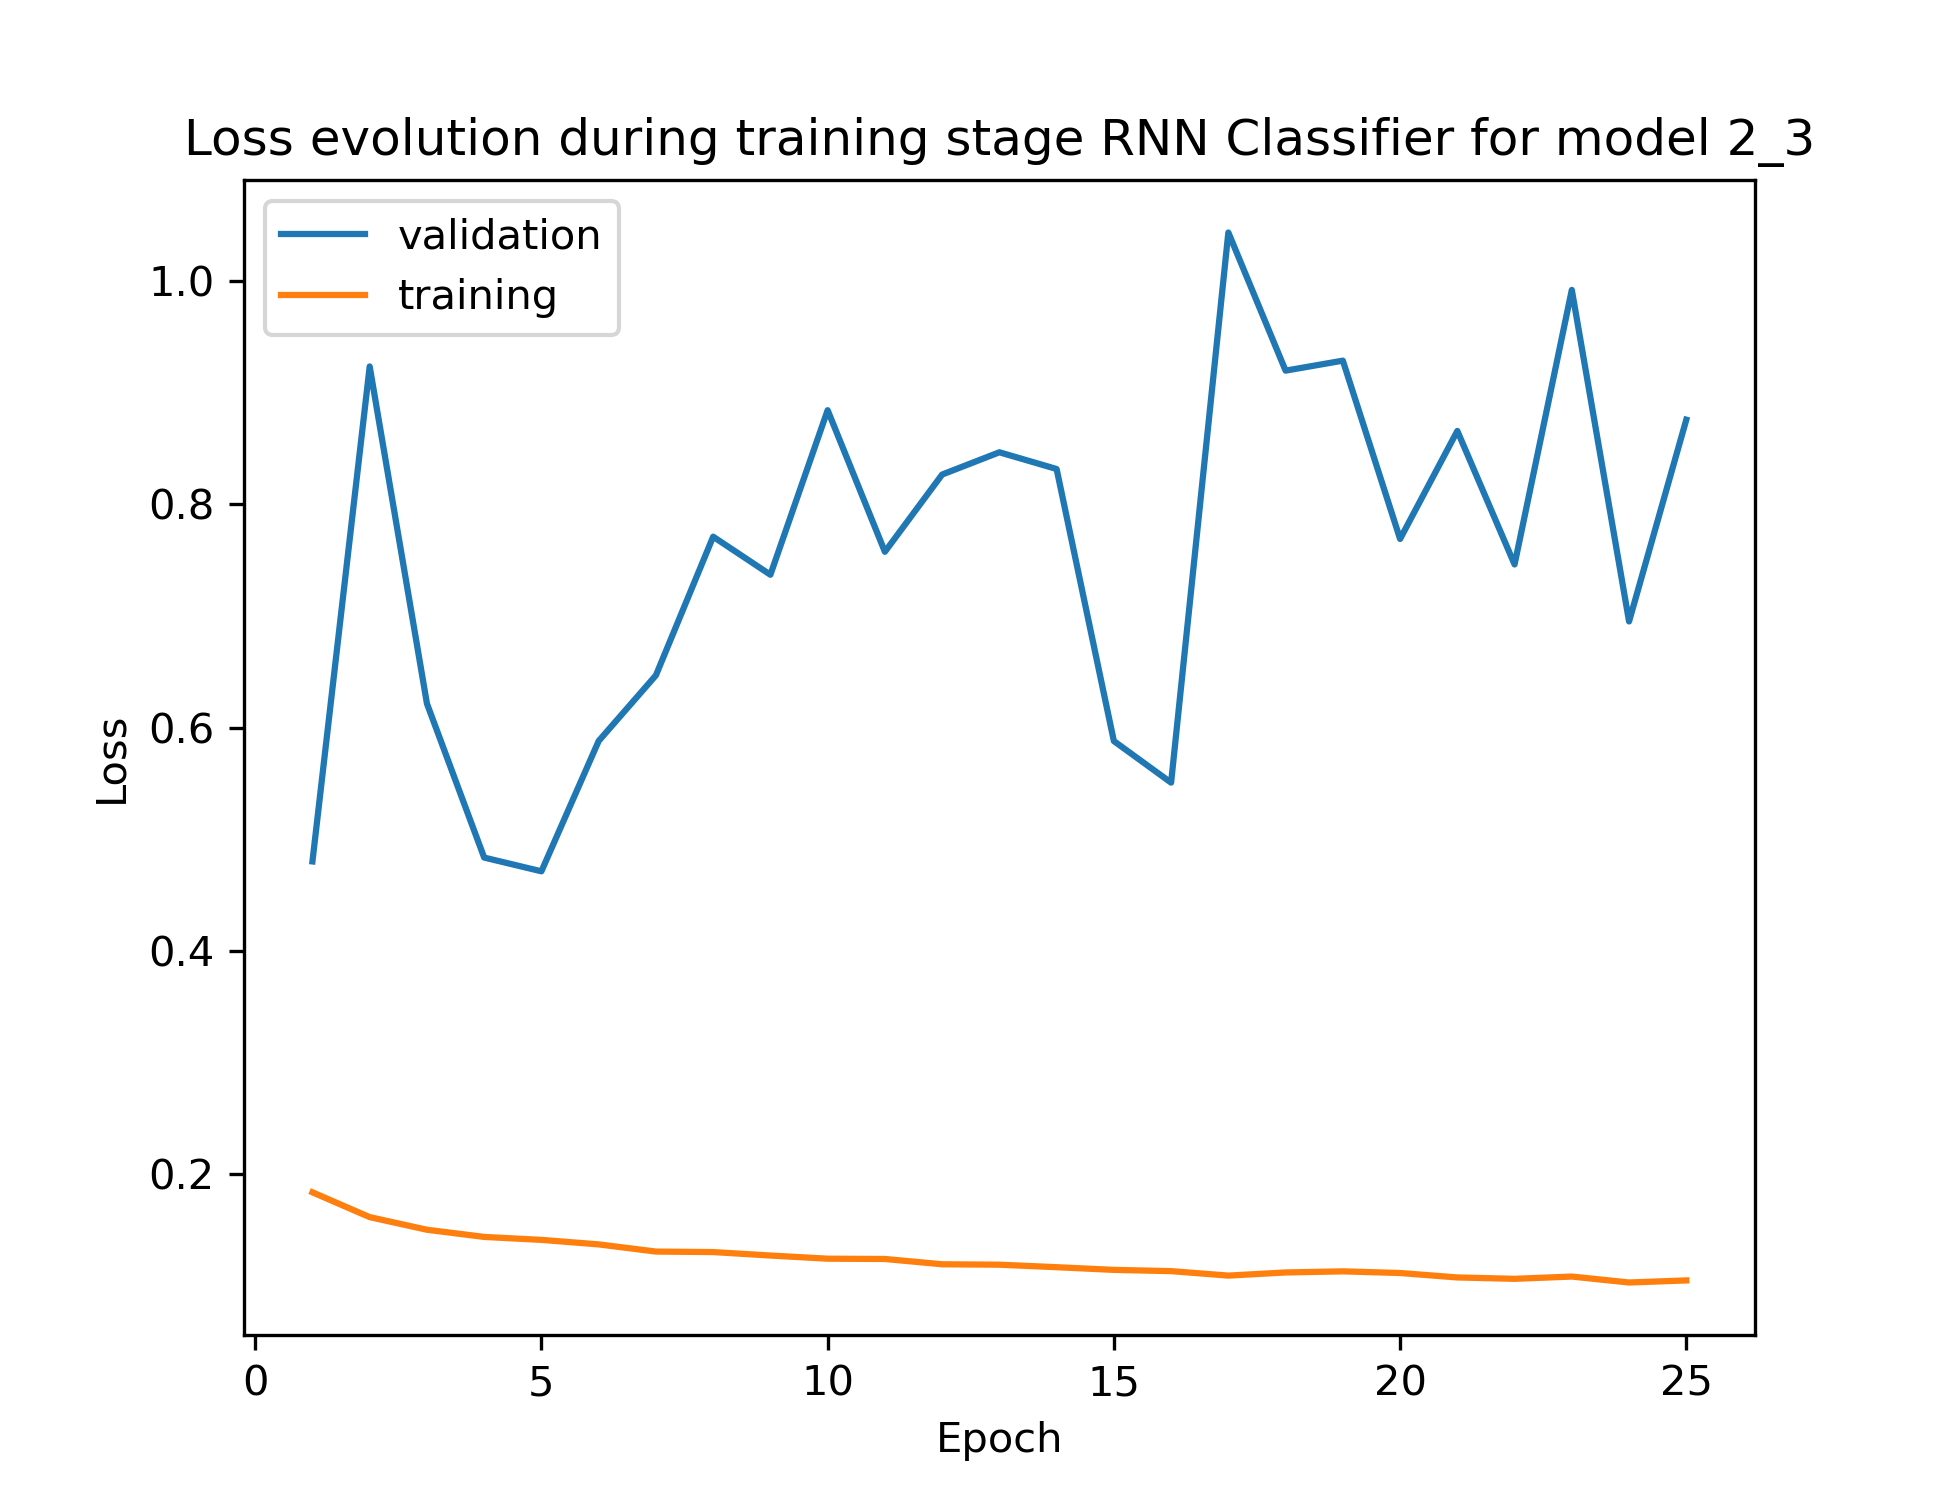 Loss evolution during training stage RNN Classifier for model 2_3
validation
training
1.0
0.8
0.6
0.4
0.2
Loss
0 5 10 15 20 25
Epoch